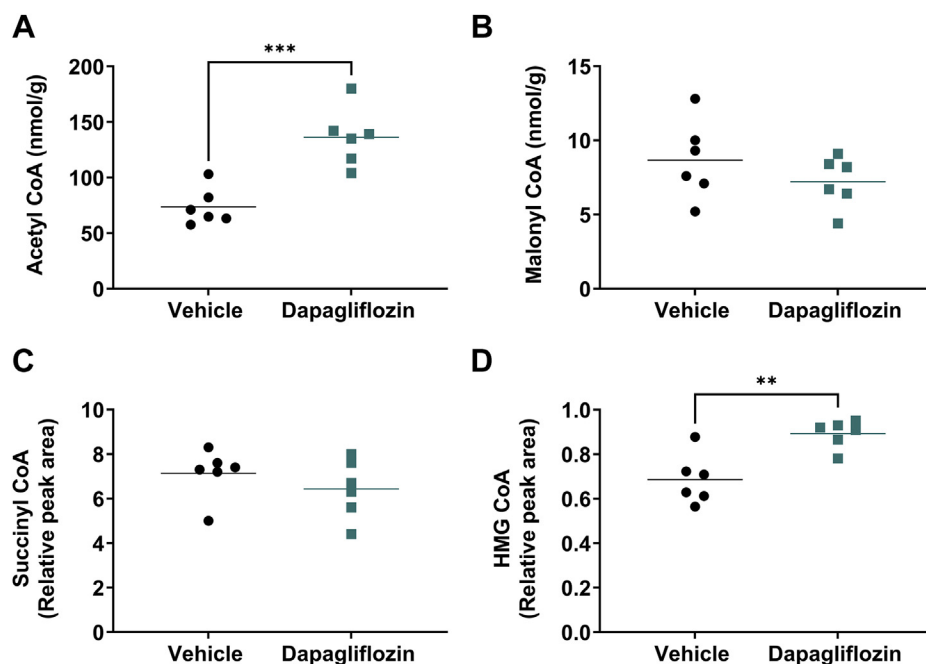 A
***
Acetyl CoA (nmol/g)
200
150
100
50
0
Vehicle
Dapagliflozin
B
Malonyl CoA (nmol/g)
15
10
5
0
Vehicle
Dapagliflozin
C
Succinyl CoA
(Relative peak area)
10
8
6
4
2
0
Vehicle
Dapagliflozin
D
**
HMG CoA
(Relative peak area)
1.0
0.8
0.6
0.4
0.2
0.0
Vehicle
Dapagliflozin